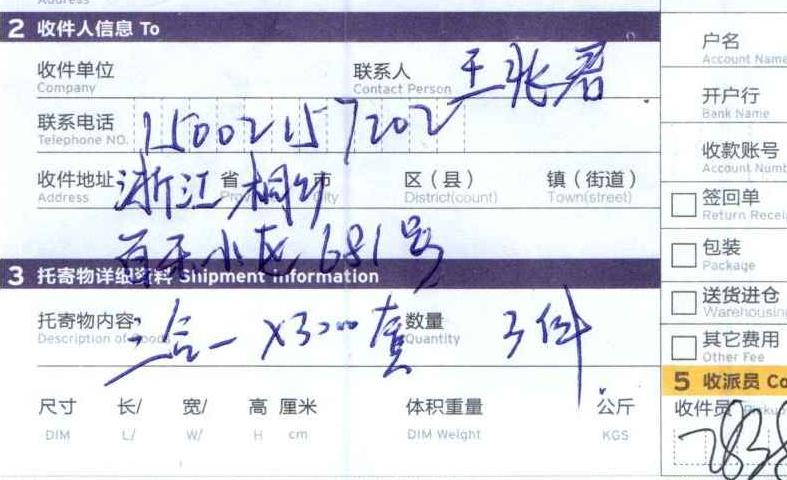 Address
2 收件人信息 To
收件单位
Company
联系人 王张君
Contact Person
联系电话 15002157202
Telephone NO.
收件地址 浙江 省 桐乡 市 区（县） 镇（街道）
Address Province City District(count) Town(street)
百乐小区 681号
3 托寄物详细资料 Shipment Information
托寄物内容 三合一 x3000套 数量 3件
Description of goods Quantity
尺寸 长/ 宽/ 高 厘米 体积重量 公斤
DIM L/ W/ H cm DIM Weight KGS
户名
Account Name
开户行
Bank Name
收款账号
Account Numb
签回单
Return Recei
包装
Package
送货进仓
Warehousing
其它费用
Other Fee
5 收派员 Co
收件员
7838